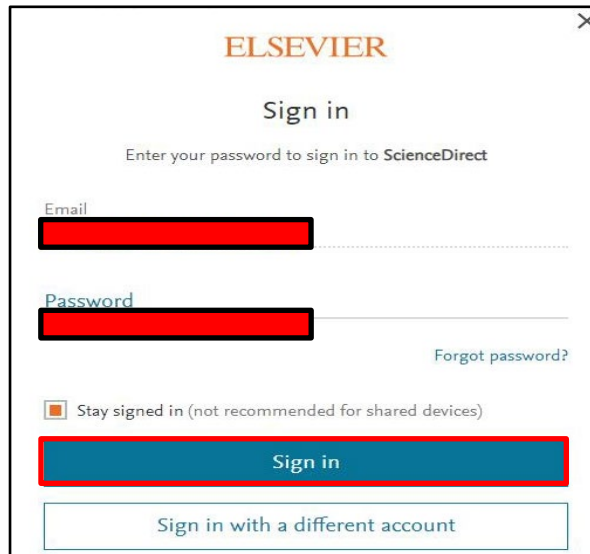 ELSEVIER
Sign in
Enter your password to sign in to ScienceDirect
Email
Password
Forgot password?
Stay signed in (not recommended for shared devices)
Sign in
Sign in with a different account